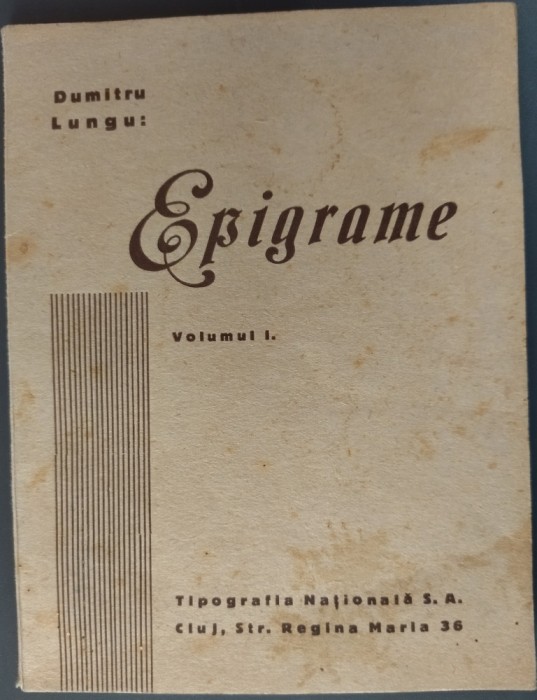 Dumitru
Lungu:
Epigrame
Volumul I.
Tipografia Națională S. A.
Cluj, Str. Regina Maria 36